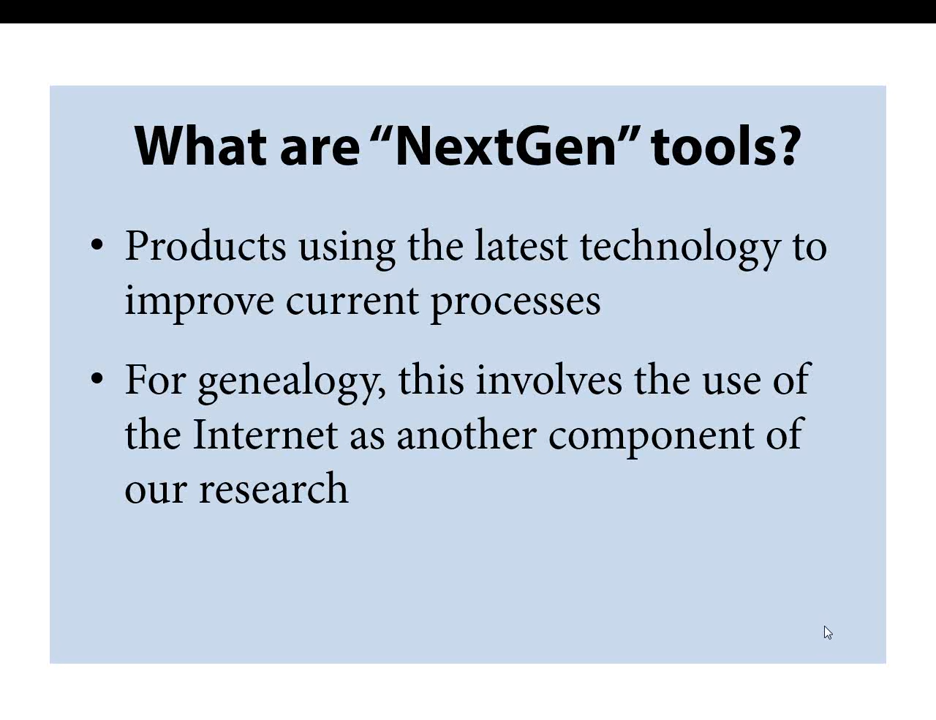 What are “NextGen” tools?
• Products using the latest technology to
improve current processes
• For genealogy, this involves the use of
the Internet as another component of
our research